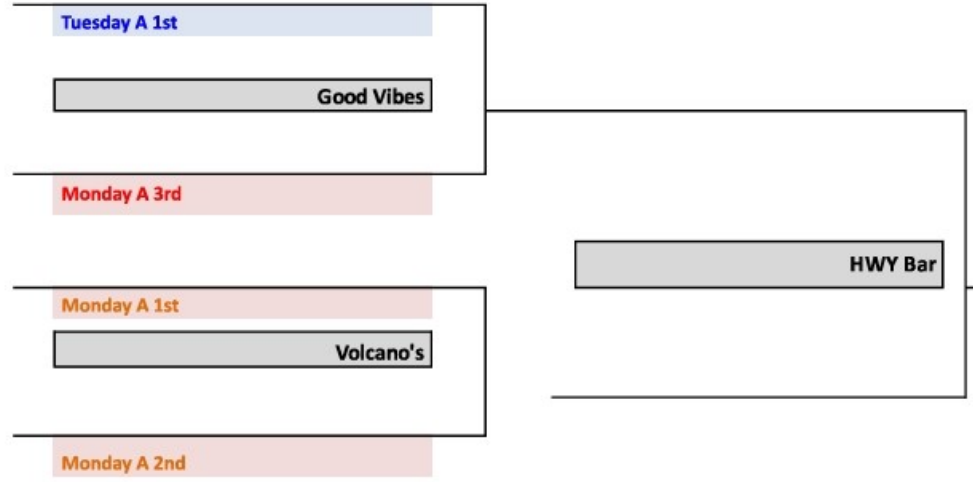 Tuesday A 1st
Good Vibes
Monday A 3rd
HWY Bar
Monday A 1st
Volcano's
Monday A 2nd